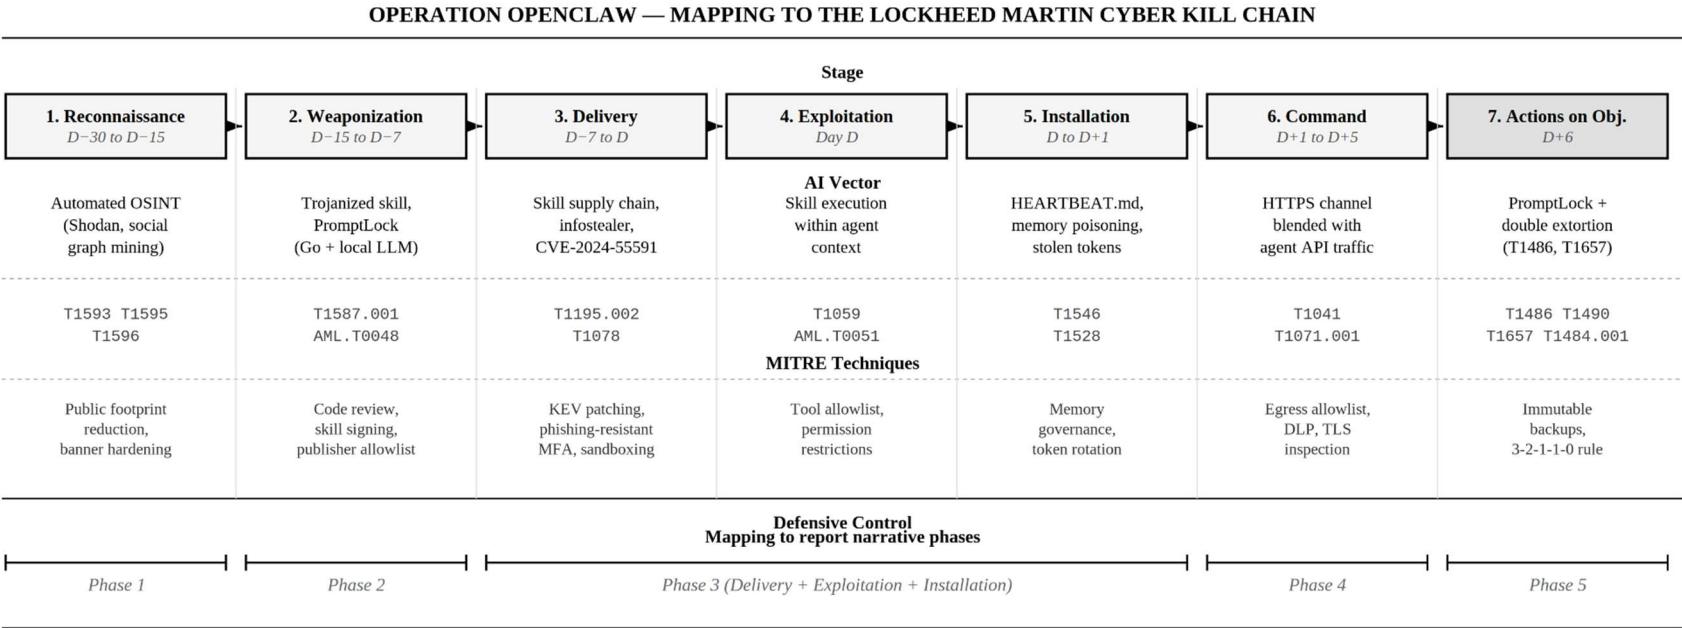 OPERATION OPENCLAW — MAPPING TO THE LOCKHEED MARTIN CYBER KILL CHAIN
Stage
1. Reconnaissance
D−30 to D−15
2. Weaponization
D−15 to D−7
3. Delivery
D−7 to D
4. Exploitation
Day D
5. Installation
D to D+1
6. Command
D+1 to D+5
7. Actions on Obj.
D+6
AI Vector
Automated OSINT
(Shodan, social
graph mining)
Trojanized skill,
PromptLock
(Go + local LLM)
Skill supply chain,
infostealer,
CVE-2024-55591
Skill execution
within agent
context
HEARTBEAT.md,
memory poisoning,
stolen tokens
HTTPS channel
blended with
agent API traffic
PromptLock +
double extortion
(T1486, T1657)
T1593 T1595
T1596
T1587.001
AML.T0048
T1195.002
T1078
T1059
AML.T0051
T1546
T1528
T1041
T1071.001
T1486 T1490
T1657 T1484.001
MITRE Techniques
Public footprint
reduction,
banner hardening
Code review,
skill signing,
publisher allowlist
KEV patching,
phishing-resistant
MFA, sandboxing
Tool allowlist,
permission
restrictions
Memory
governance,
token rotation
Egress allowlist,
DLP, TLS
inspection
Immutable
backups,
3-2-1-1-0 rule
Defensive Control
Mapping to report narrative phases
Phase 1
Phase 2
Phase 3 (Delivery + Exploitation + Installation)
Phase 4
Phase 5